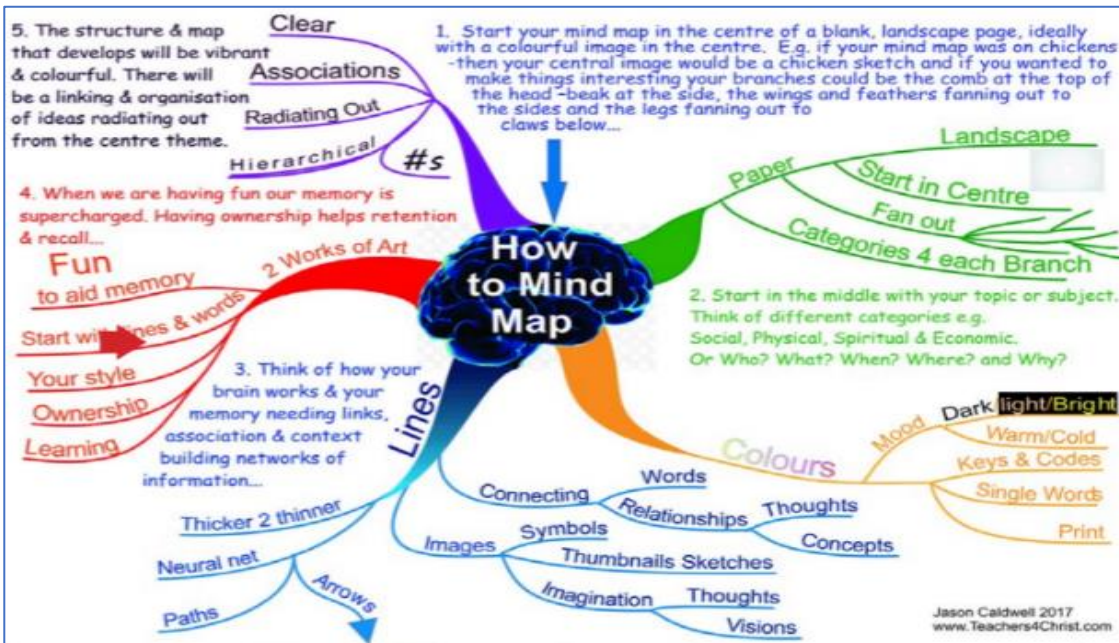 5. The structure & map
that develops will be vibrant
& colourful. There will
be a linking & organisation
of ideas radiating out
from the centre theme.
Clear
Associations
Radiating Out
Hierarchical
#s
1. Start your mind map in the centre of a blank, landscape page, ideally
with a colourful image in the centre. E.g. if your mind map was on chickens
-then your central image would be a chicken sketch and if you wanted to
make things interesting your branches could be the comb at the top of
the head -beak at the side, the wings and feathers fanning out to
the sides and the legs fanning out to
claws below...
Paper
Landscape
Start in Centre
Fan out
Categories 4 each Branch
2. Start in the middle with your topic or subject.
Think of different categories e.g.
Social, Physical, Spiritual & Economic.
Or Who? What? When? Where? and Why?
How
to Mind
Map
4. When we are having fun our memory is
supercharged. Having ownership helps retention
& recall...
2 Works of Art
Fun
to aid memory
Start with lines & words
Your style
Ownership
Learning
3. Think of how your
brain works & your
memory needing links,
association & context
building networks of
information...
Lines
Thicker 2 thinner
Neural net
Paths
Arrows
Connecting
Words
Relationships
Thoughts
Concepts
Images
Symbols
Thumbnails Sketches
Imagination
Thoughts
Visions
Colours
Mood
Dark light/Bright
Warm/Cold
Keys & Codes
Single Words
Print
Jason Caldwell 2017
www.Teachers4Christ.com